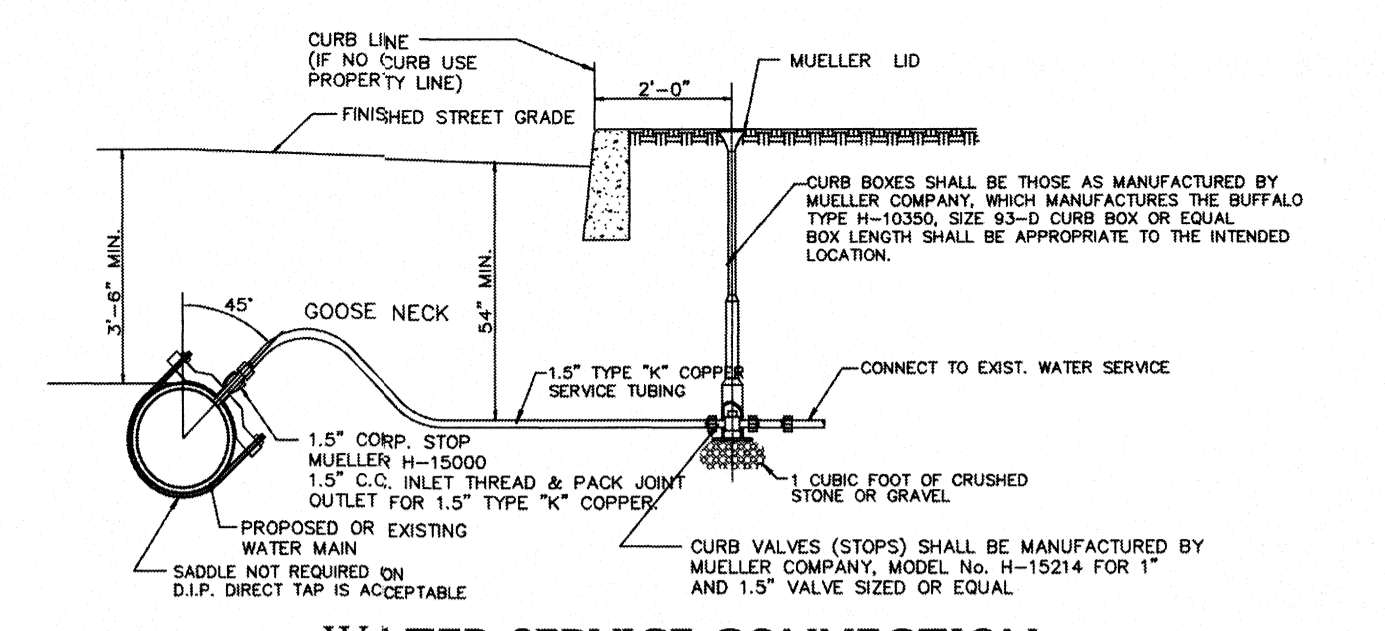 CURB LINE
(IF NO CURB USE
PROPERTY LINE)
MUELLER LID
2'-0"
FINISHED STREET GRADE
CURB BOXES SHALL BE THOSE AS MANUFACTURED BY
MUELLER COMPANY, WHICH MANUFACTURES THE BUFFALO
TYPE H-10350, SIZE 93-D CURB BOX OR EQUAL
BOX LENGTH SHALL BE APPROPRIATE TO THE INTENDED
LOCATION.
3'-6" MIN.
45°
GOOSE NECK
54" MIN.
1.5" TYPE "K" COPPER
SERVICE TUBING
CONNECT TO EXIST. WATER SERVICE
1.5" CORP. STOP
MUELLER H-15000
1.5" C.C. INLET THREAD & PACK JOINT
OUTLET FOR 1.5" TYPE "K" COPPER.
1 CUBIC FOOT OF CRUSHED
STONE OR GRAVEL
PROPOSED OR EXISTING
WATER MAIN
SADDLE NOT REQUIRED ON
D.I.P. DIRECT TAP IS ACCEPTABLE
CURB VALVES (STOPS) SHALL BE MANUFACTURED BY
MUELLER COMPANY, MODEL No. H-15214 FOR 1"
AND 1.5" VALVE SIZED OR EQUAL
WATER SERVICE CONNECTION